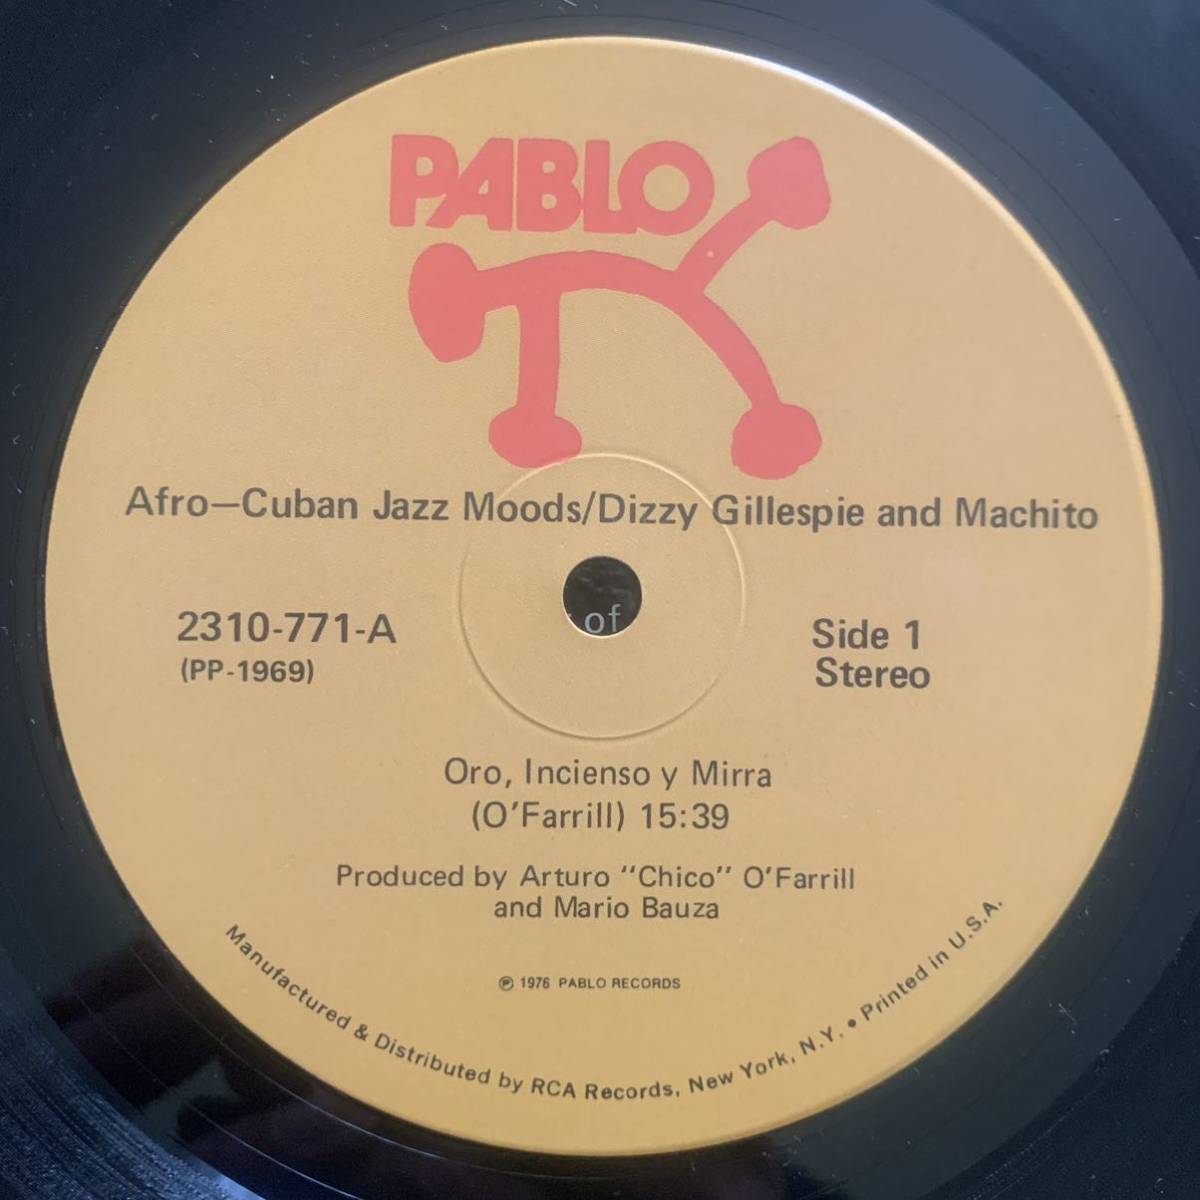 PABLO
Afro—Cuban Jazz Moods/Dizzy Gillespie and Machito
of
2310-771-A
(PP-1969)
Side 1
Stereo
Oro, Incienso y Mirra
(O'Farrill) 15:39
Produced by Arturo "Chico" O'Farrill
and Mario Bauza
℗ 1976 PABLO RECORDS
Manufactured & Distributed by RCA Records, New York, N.Y. • Printed in U.S.A.